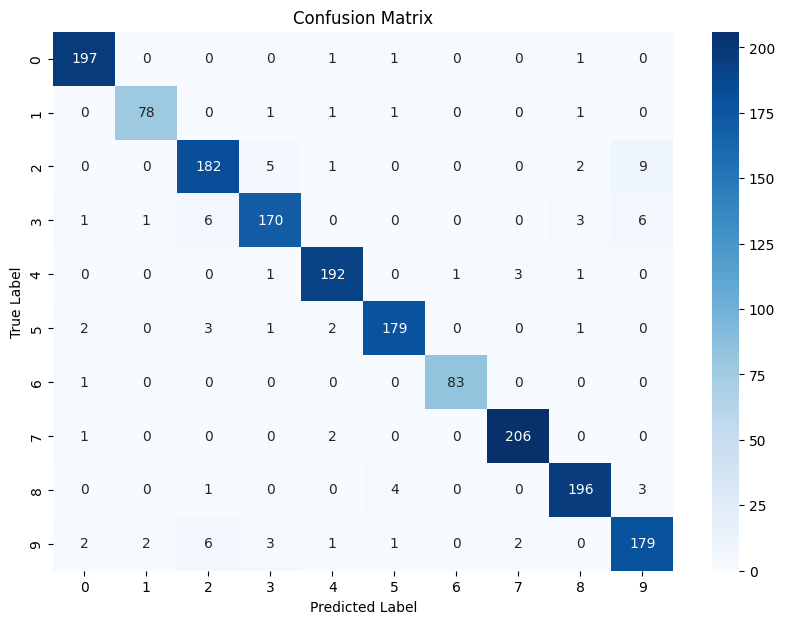 Confusion Matrix
True Label
0 197 0 0 0 1 1 0 0 1 0
1 0 78 0 1 1 1 0 0 1 0
2 0 0 182 5 1 0 0 0 2 9
3 1 1 6 170 0 0 0 0 3 6
4 0 0 0 1 192 0 1 3 1 0
5 2 0 3 1 2 179 0 0 1 0
6 1 0 0 0 0 0 83 0 0 0
7 1 0 0 0 2 0 0 206 0 0
8 0 0 1 0 0 4 0 0 196 3
9 2 2 6 3 1 1 0 2 0 179
0 1 2 3 4 5 6 7 8 9
Predicted Label
200
175
150
125
100
75
50
25
0